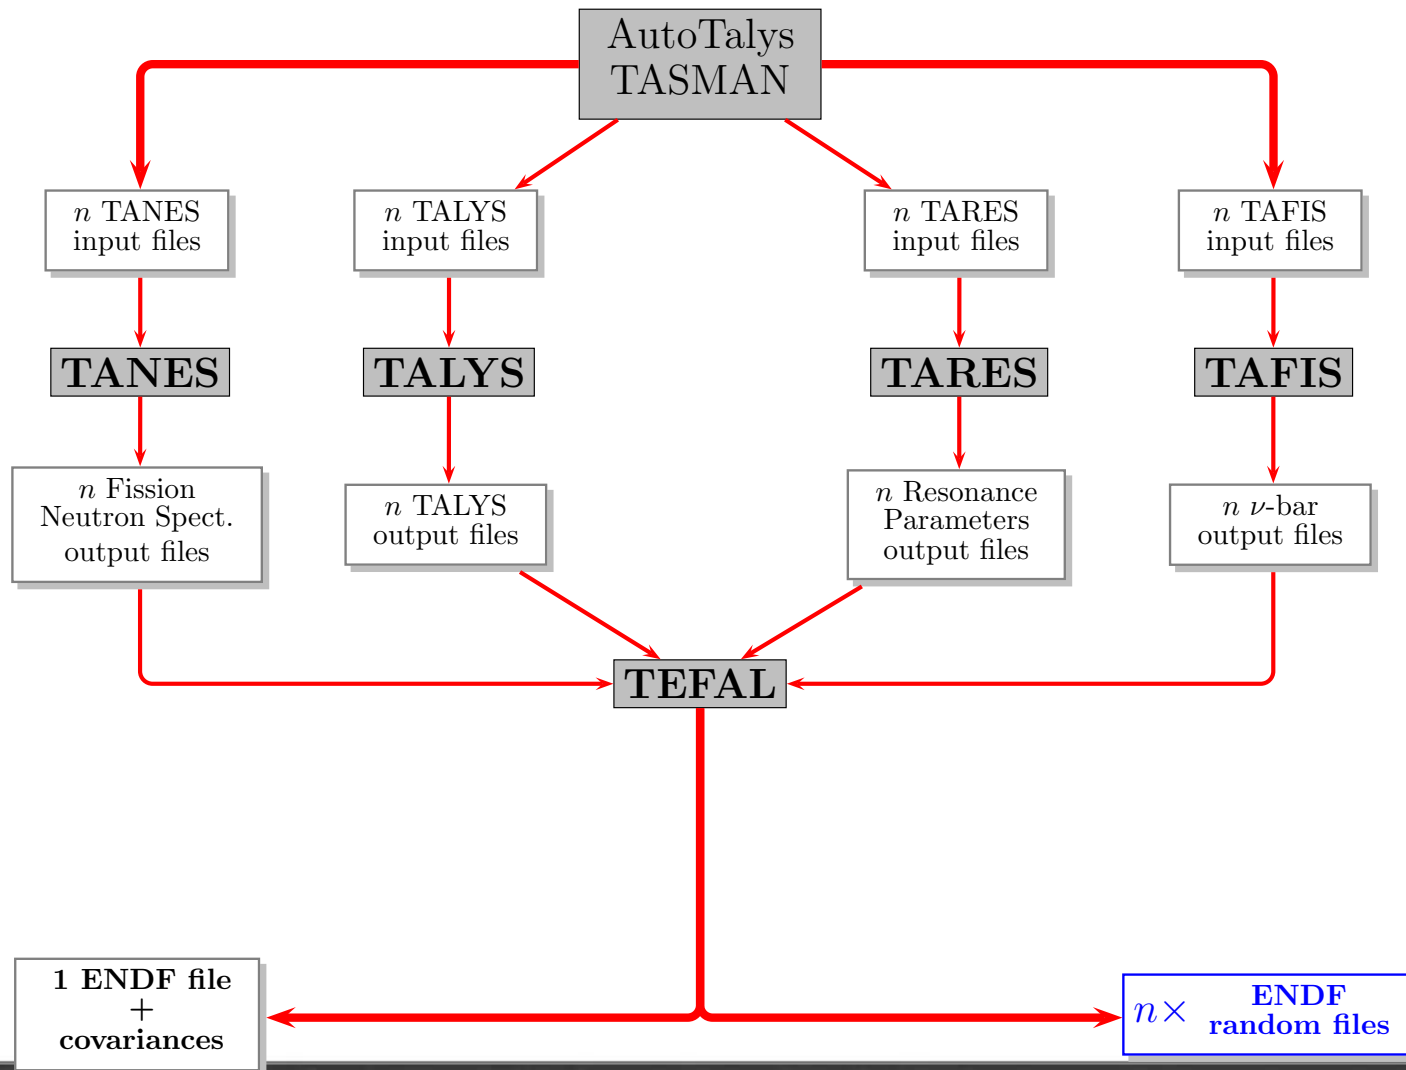 AutoTalys
TASMAN
n TANES
input files
n TALYS
input files
n TARES
input files
n TAFIS
input files
TANES
TALYS
TARES
TAFIS
n Fission
Neutron Spect.
output files
n TALYS
output files
n Resonance
Parameters
output files
n ν-bar
output files
TEFAL
1 ENDF file
+
covariances
n× ENDF
random files